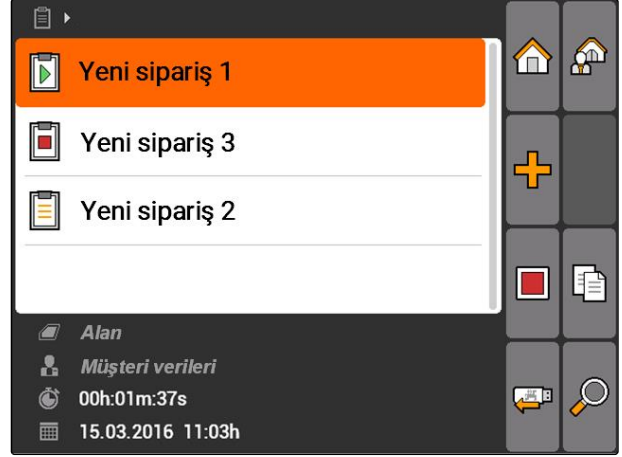 Yeni sipariş 1
Yeni sipariş 3
Yeni sipariş 2
Alan
Müşteri verileri
00h:01m:37s
15.03.2016 11:03h